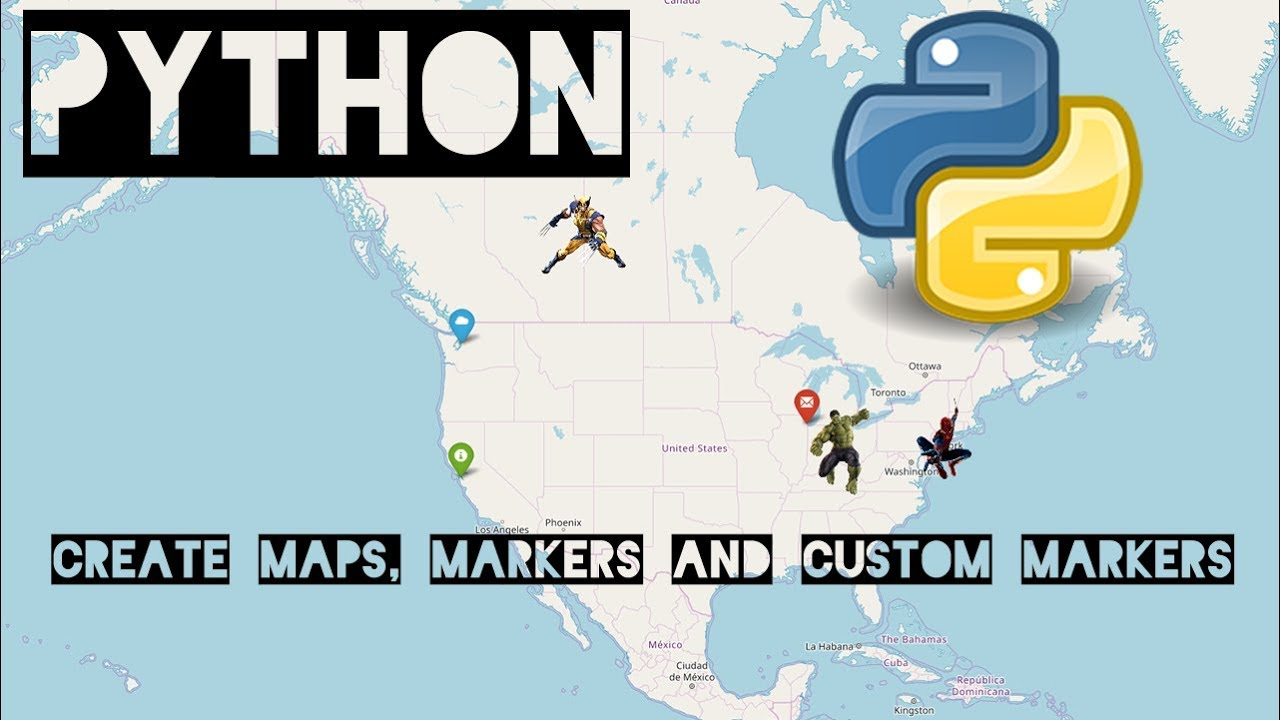 Canada
PYTHON
Ottawa
Toronto
United States
Washington
Los Angeles
Phoenix
CREATE MAPS, MARKERS AND CUSTOM MARKERS
La Habana
The Bahamas
México
Cuba
Ciudad
de México
República
Dominicana
Kingston